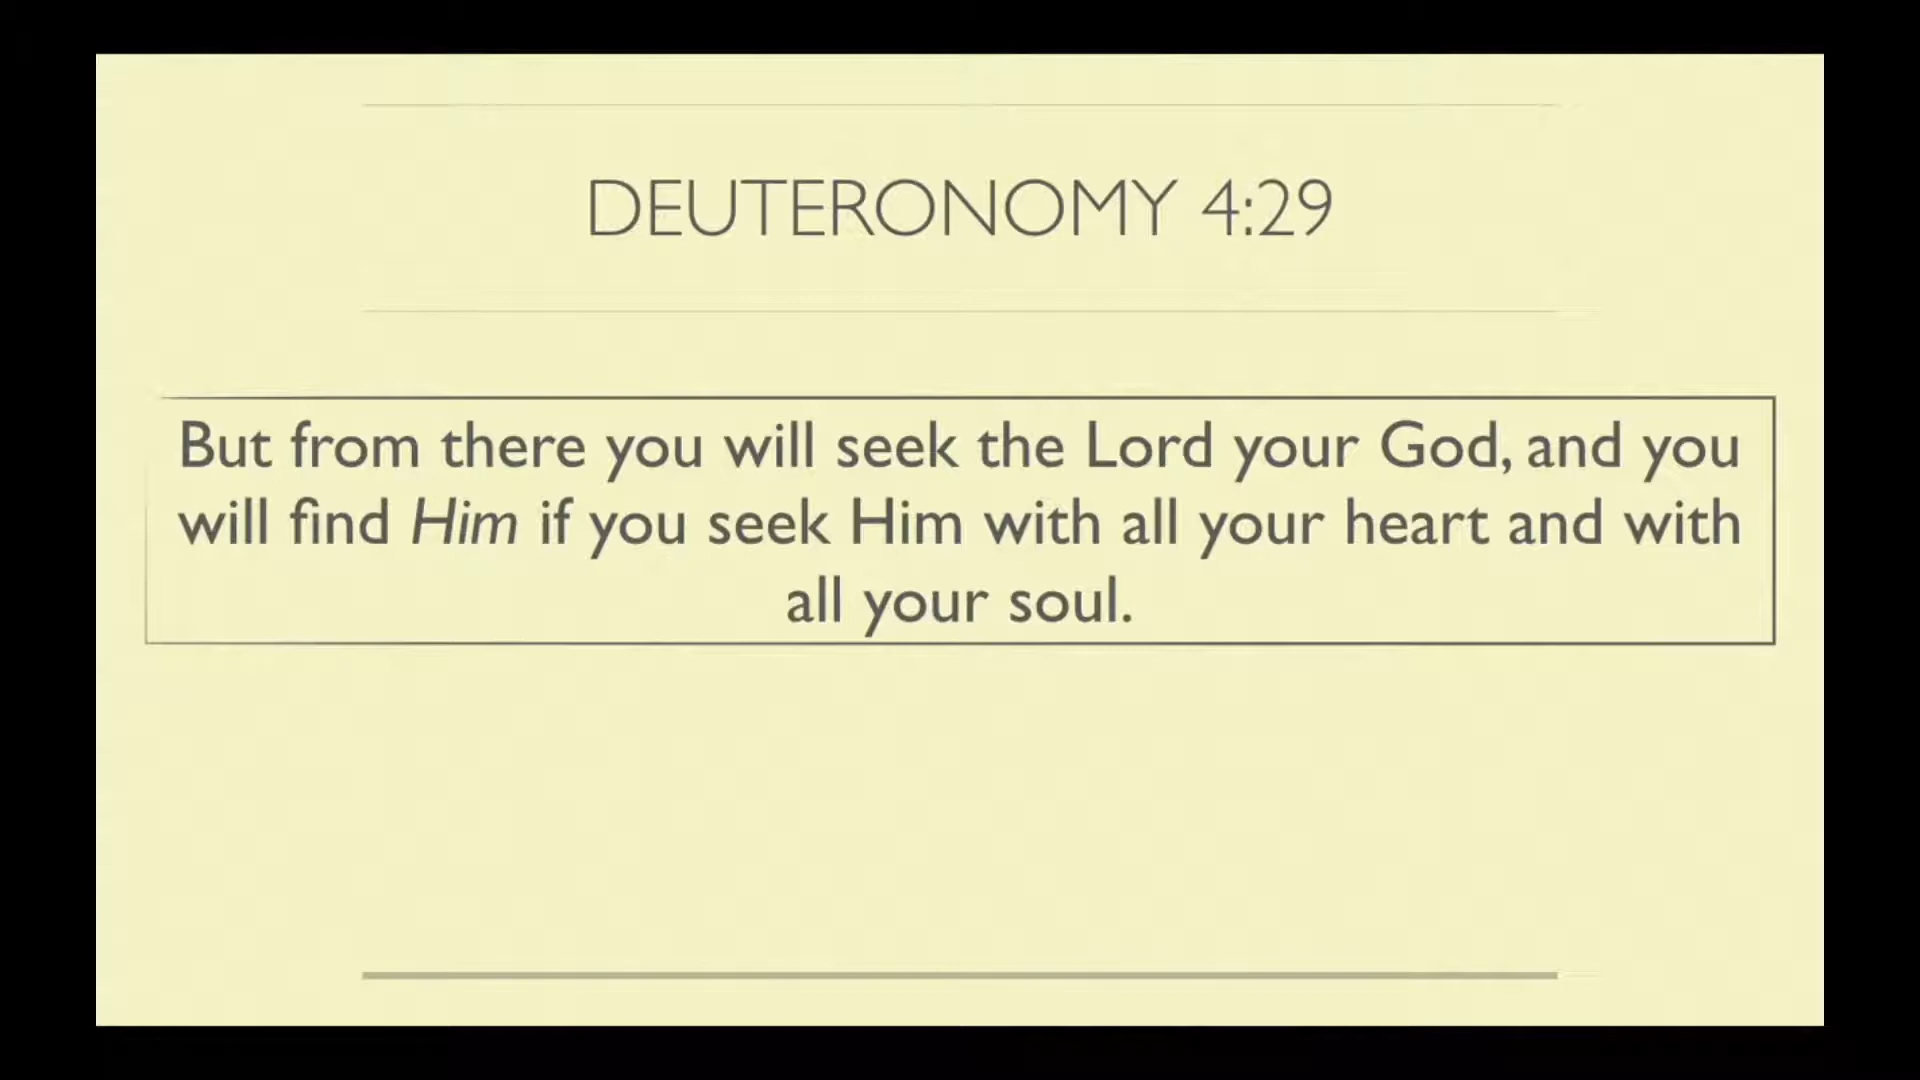 DEUTERONOMY 4:29
But from there you will seek the Lord your God, and you
will find Him if you seek Him with all your heart and with
all your soul.